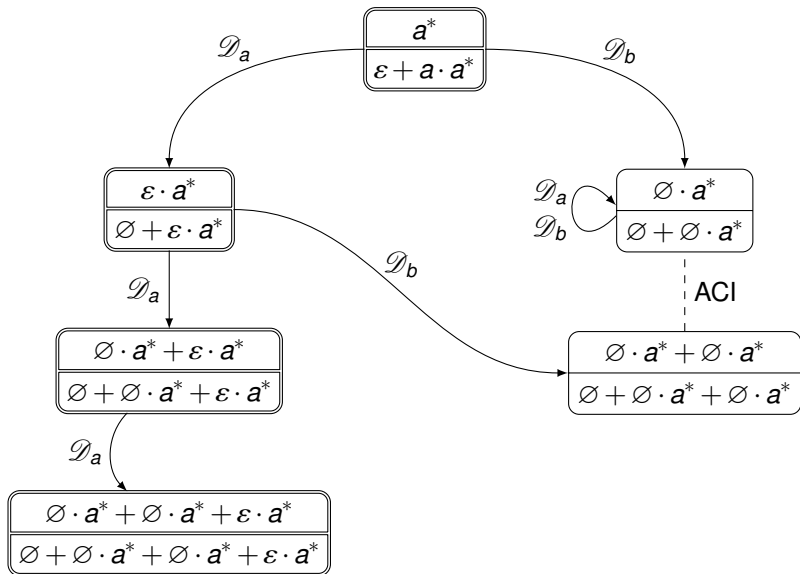 a*
𝒟a
𝒟b
ε + a · a*
ε · a*
∅ + ε · a*
∅ · a*
∅ + ∅ · a*
𝒟a
𝒟b
𝒟b
𝒟a
ACI
∅ · a* + ε · a*
∅ + ∅ · a* + ε · a*
∅ · a* + ∅ · a*
∅ + ∅ · a* + ∅ · a*
𝒟a
∅ · a* + ∅ · a* + ε · a*
∅ + ∅ · a* + ∅ · a* + ε · a*